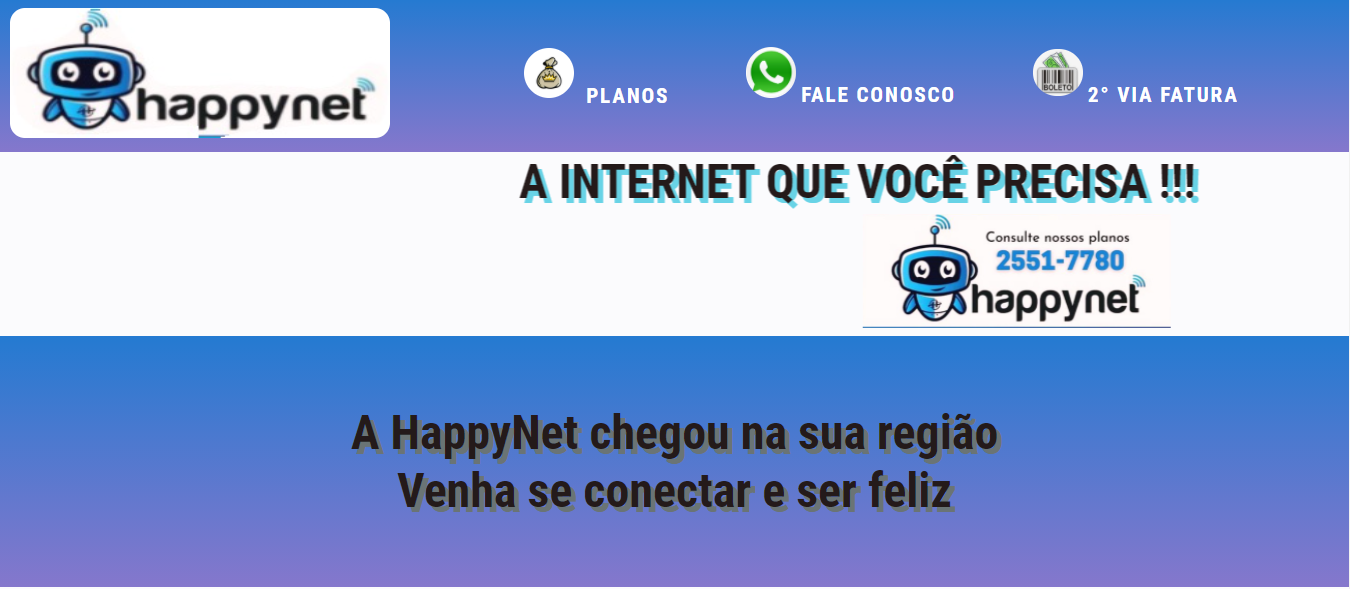 happynet
PLANOS
FALE CONOSCO
BOLETO
2° VIA FATURA
A INTERNET QUE VOCÊ PRECISA !!!
Consulte nossos planos
2551-7780
happynet
A HappyNet chegou na sua região
Venha se conectar e ser feliz